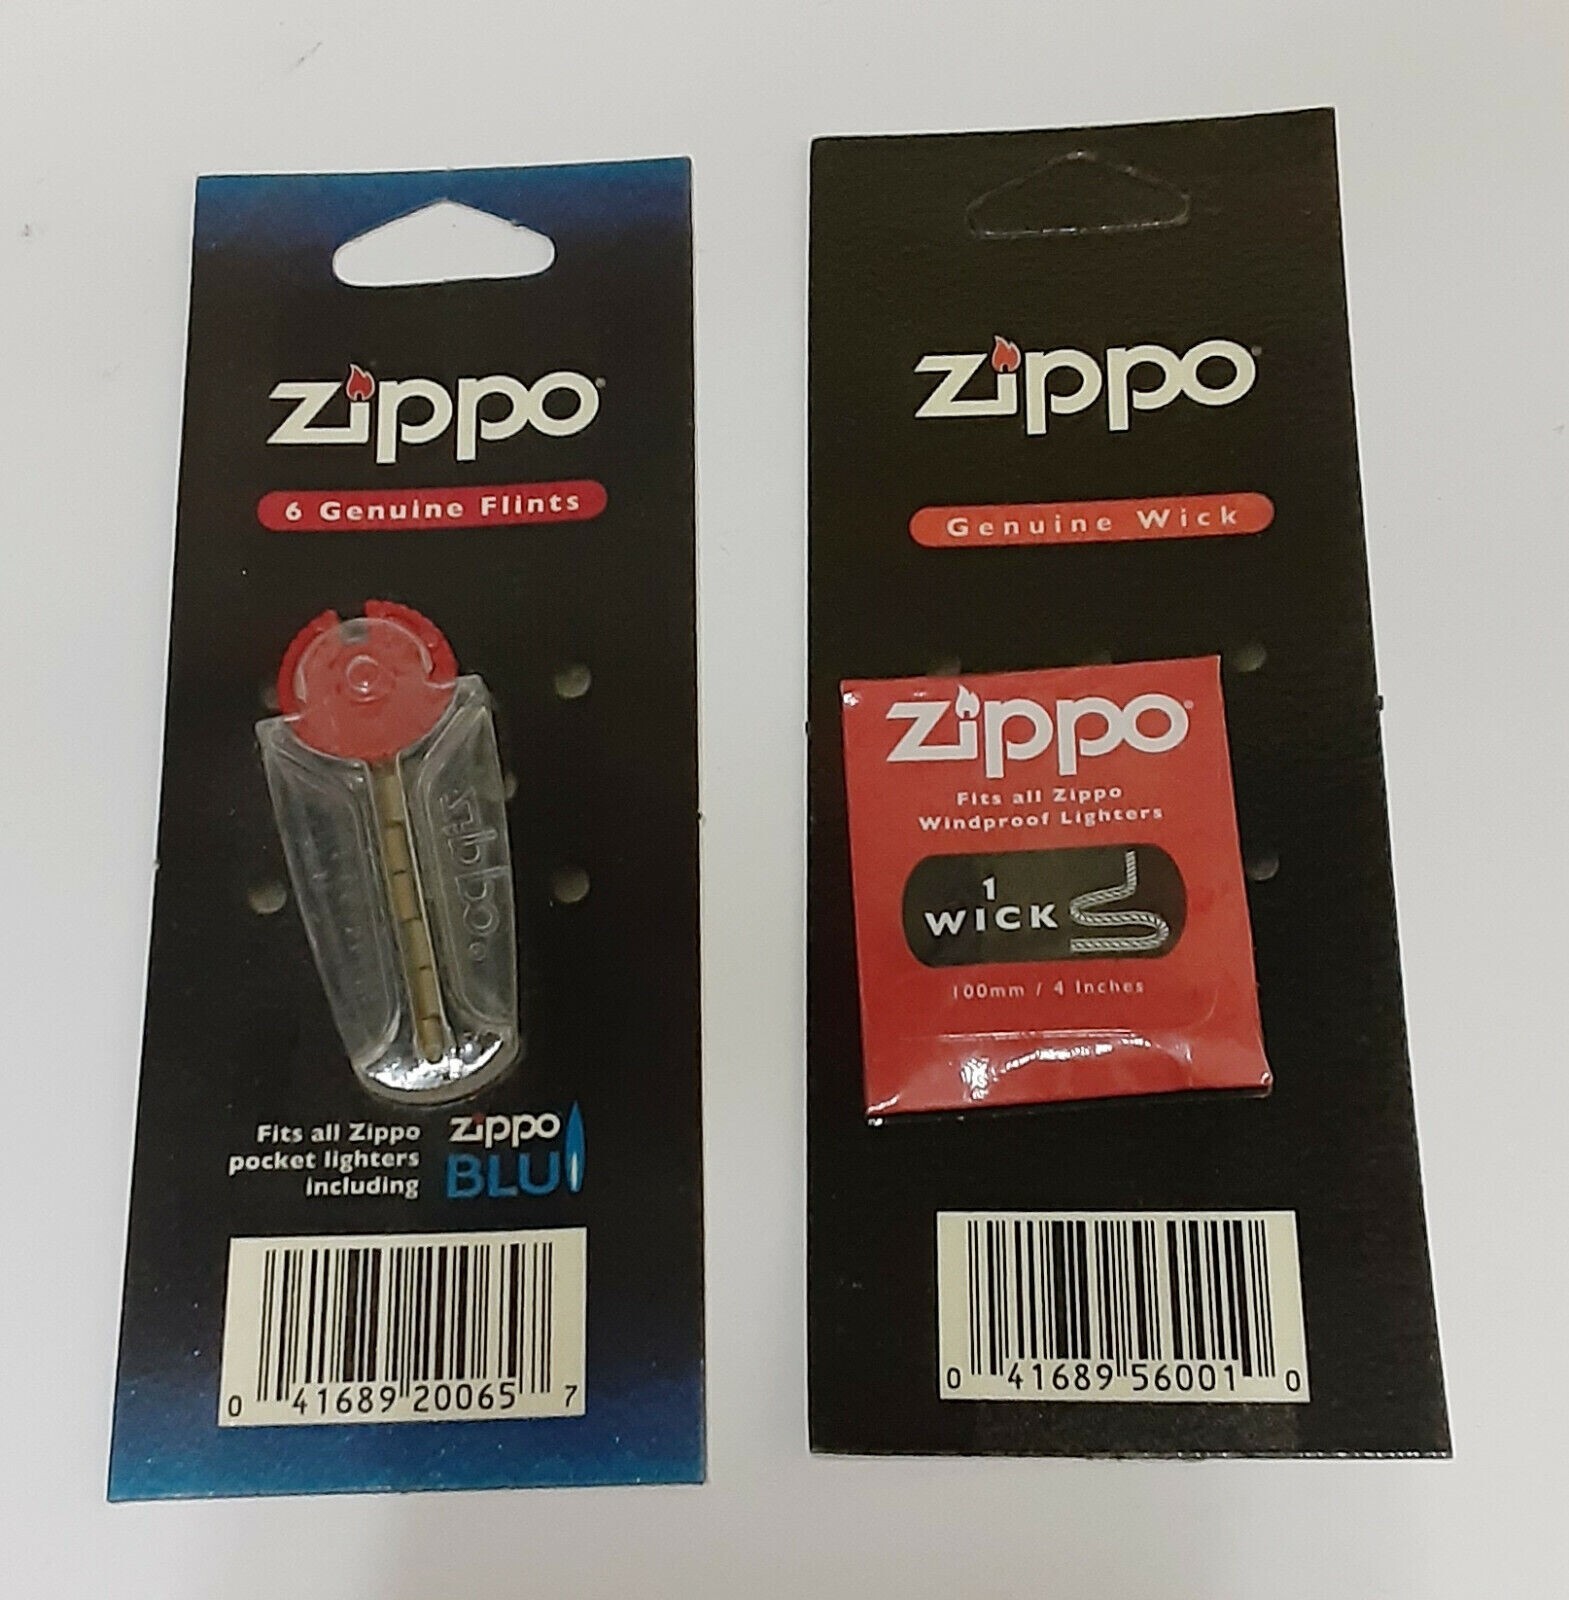 zippo
6 Genuine Flints
zippo
Fits all Zippo
pocket lighters
including
zippo
BLU
0 41689 20065 7
zippo
Genuine Wick
zippo
Fits all Zippo
Windproof Lighters
1
WICK
100mm / 4 Inches
0 41689 56001 0